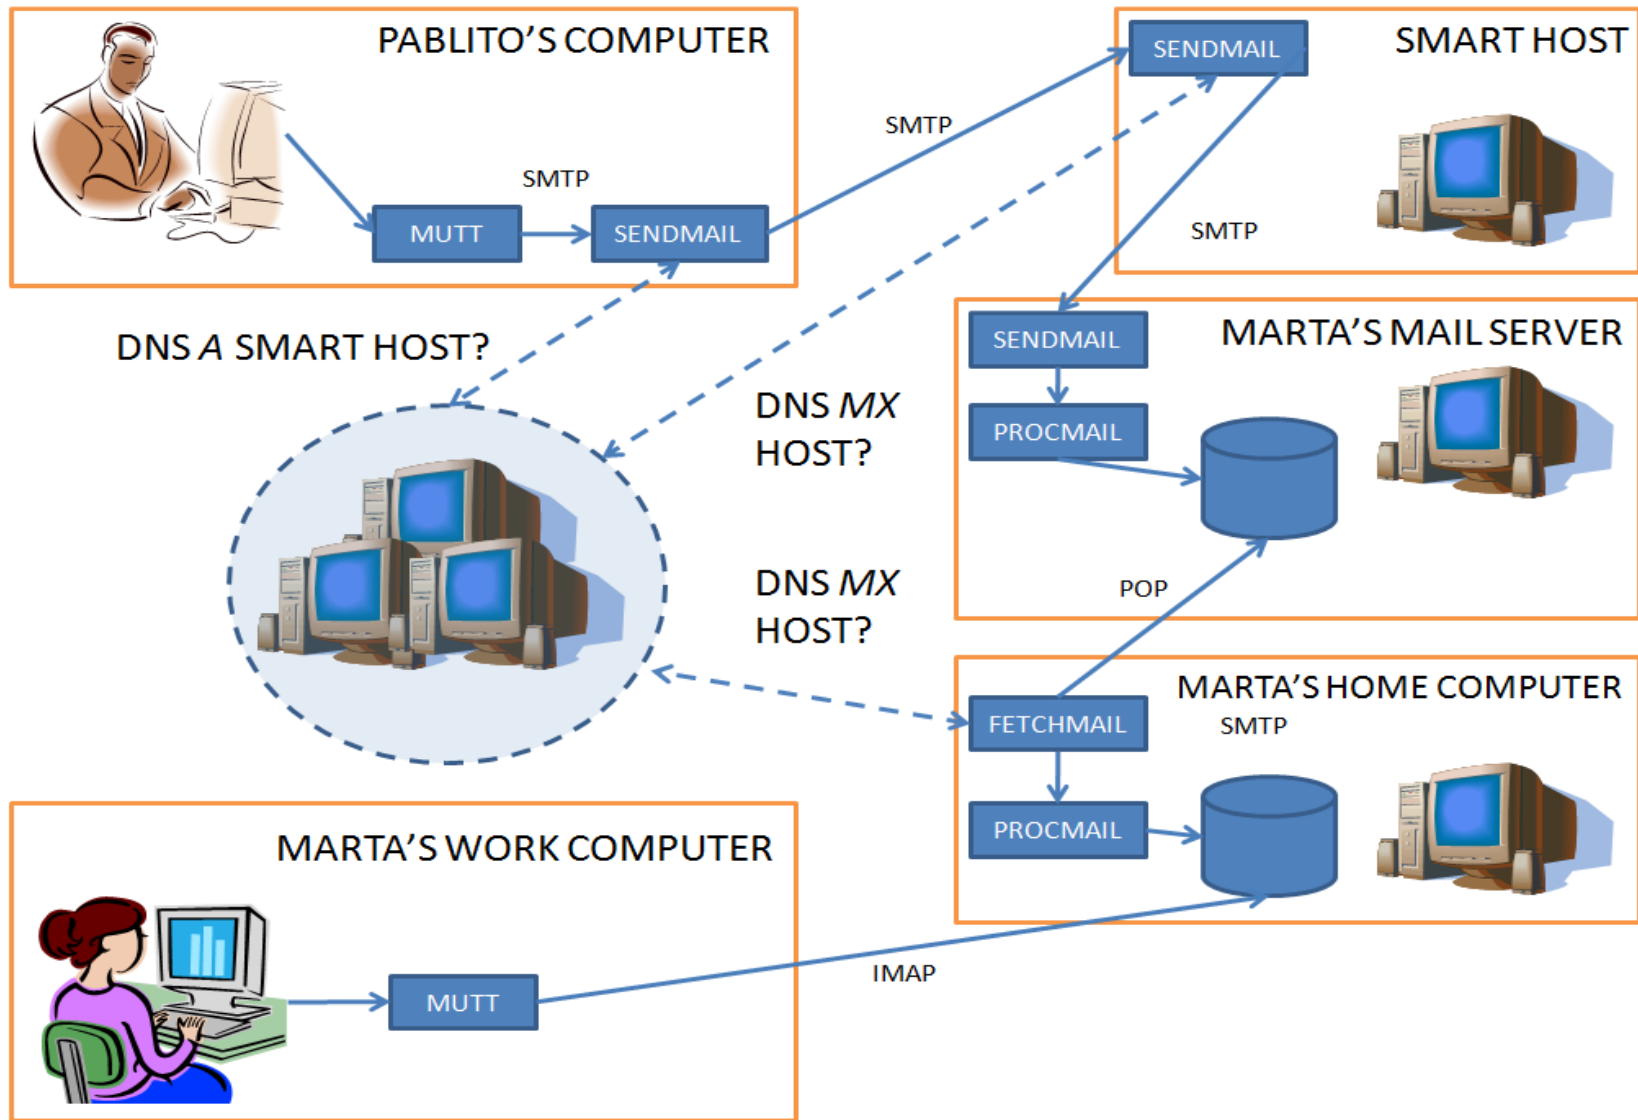 PABLITO'S COMPUTER
SMTP
MUTT
SENDMAIL
SMTP
SENDMAIL
SMART HOST
SMTP
DNS A SMART HOST?
DNS MX
HOST?
SENDMAIL
MARTA'S MAIL SERVER
PROCMAIL
POP
DNS MX
HOST?
MARTA'S HOME COMPUTER
FETCHMAIL
SMTP
PROCMAIL
MARTA'S WORK COMPUTER
MUTT
IMAP